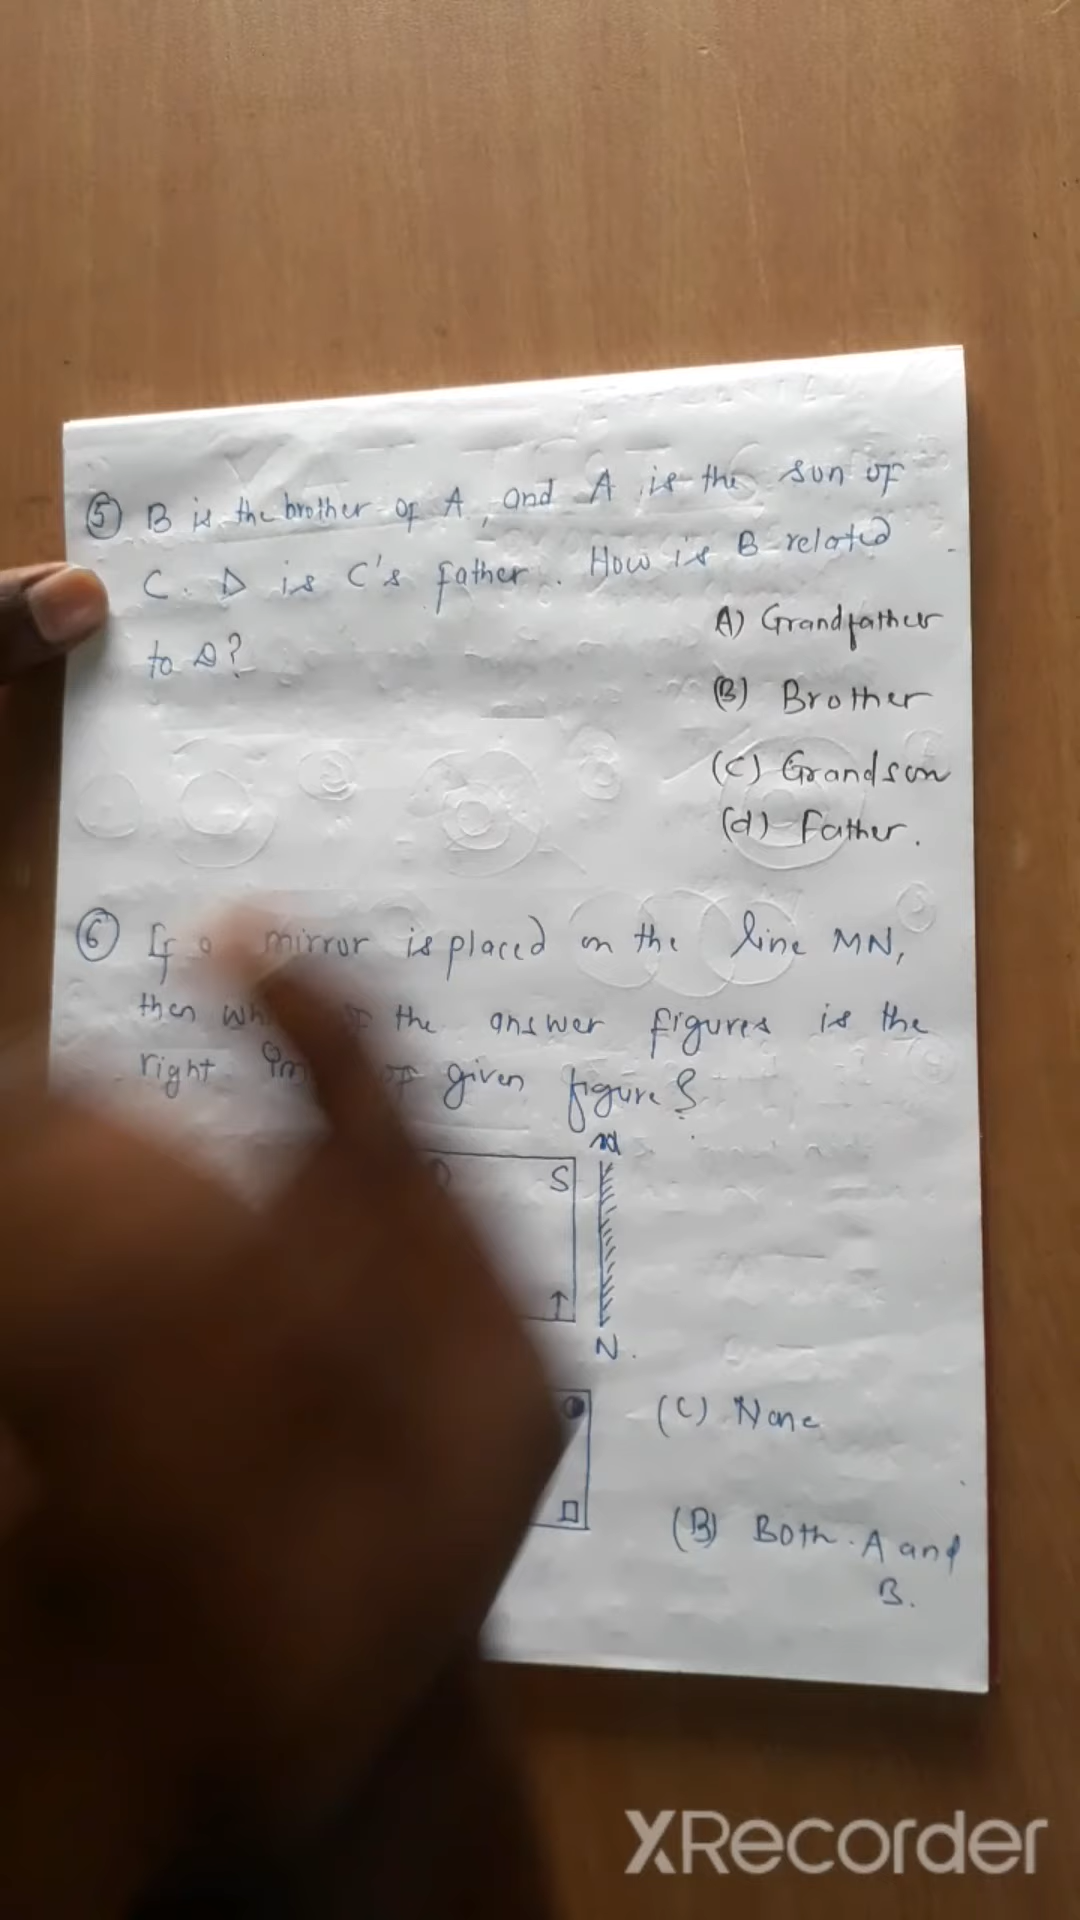 5 B is the brother of A, and A is the son of
C. D is C's father. How is B related
to D?
A) Grandfather
(B) Brother
(C) Grandson
(d) Father.
6 If a mirror is placed on the line MN,
then the answer figures is the
right given figure?
M
S
N.
(C) None
(B) Both A and
B.
XRecorder